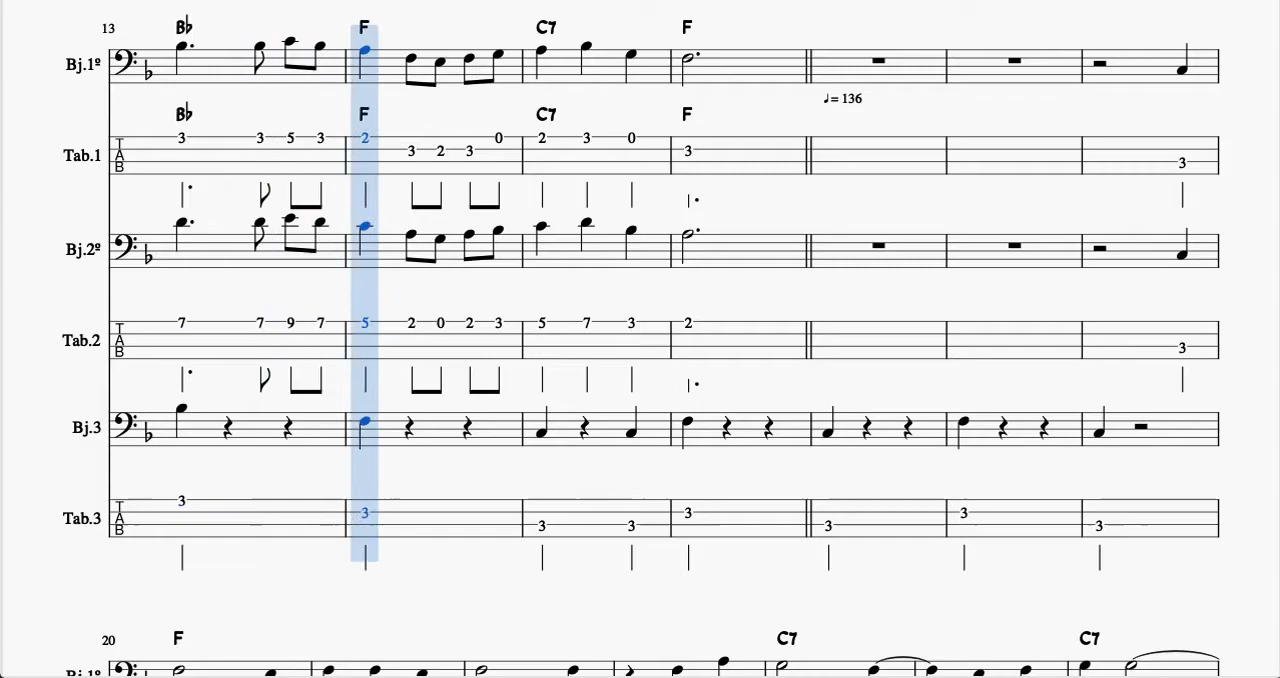 13 B♭ F C7 F
Bj.1º
♩ = 136
B♭ F C7 F
Tab.1 T A B 3 3 5 3 2 3 2 3 0 2 3 0 3 3
Bj.2º
Tab.2 T A B 7 7 9 7 5 2 0 2 3 5 7 3 2 3
Bj.3
Tab.3 T A B 3 3 3 3 3 3 3 3
20 F C7 C7
Bj.1º